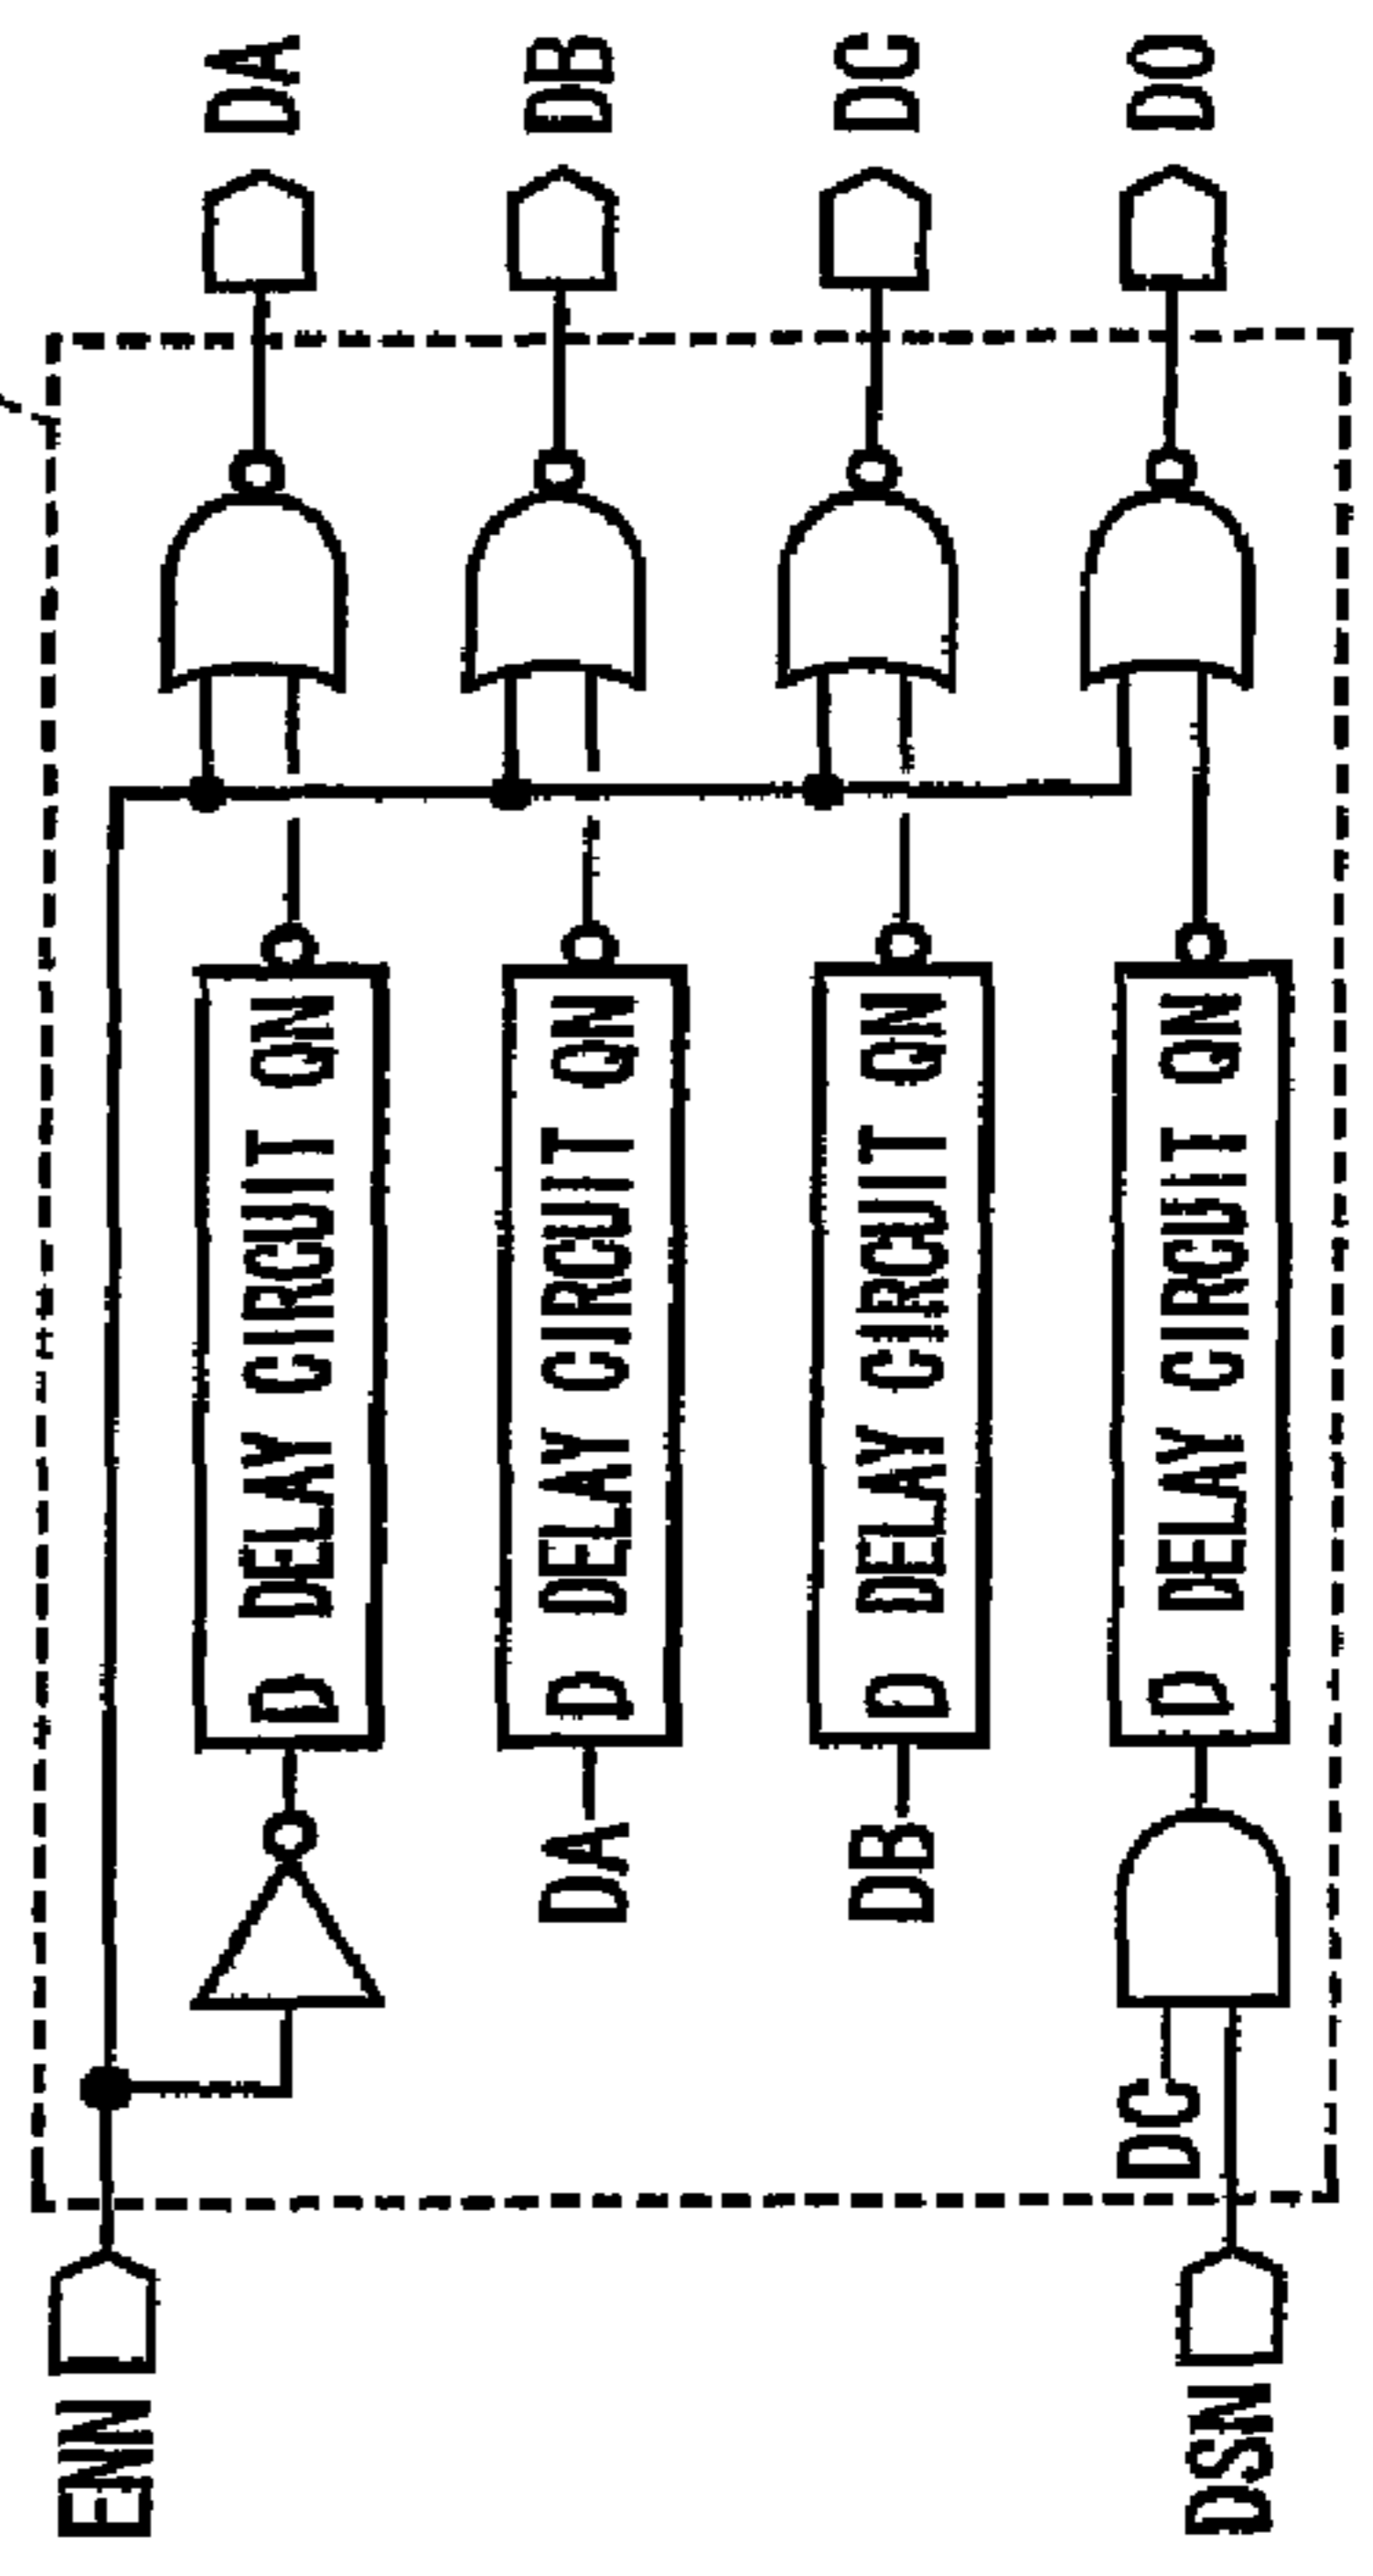 ENN
D DELAY CIRCUIT QN
DA
DA
D DELAY CIRCUIT QN
DB
DB
D DELAY CIRCUIT QN
DC
DC
D DELAY CIRCUIT QN
DO
DSN